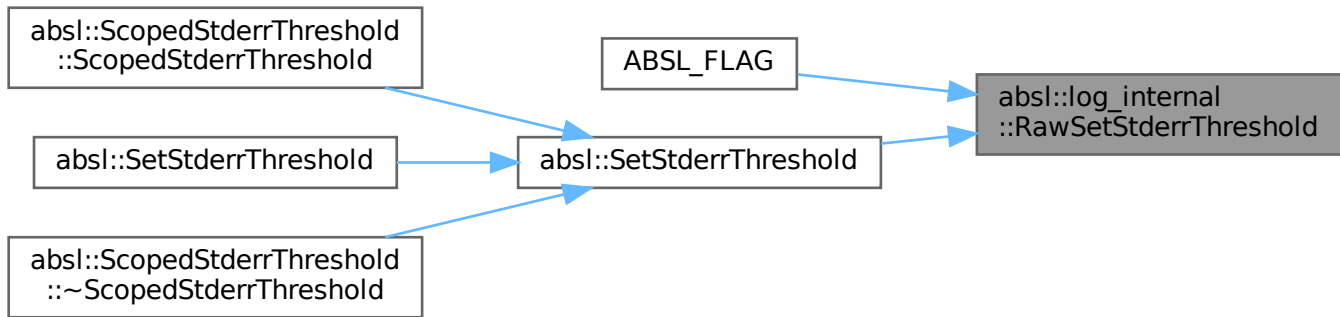 absl::ScopedStderrThreshold
::ScopedStderrThreshold
absl::SetStderrThreshold
absl::ScopedStderrThreshold
::~ScopedStderrThreshold
ABSL_FLAG
absl::SetStderrThreshold
absl::log_internal
::RawSetStderrThreshold